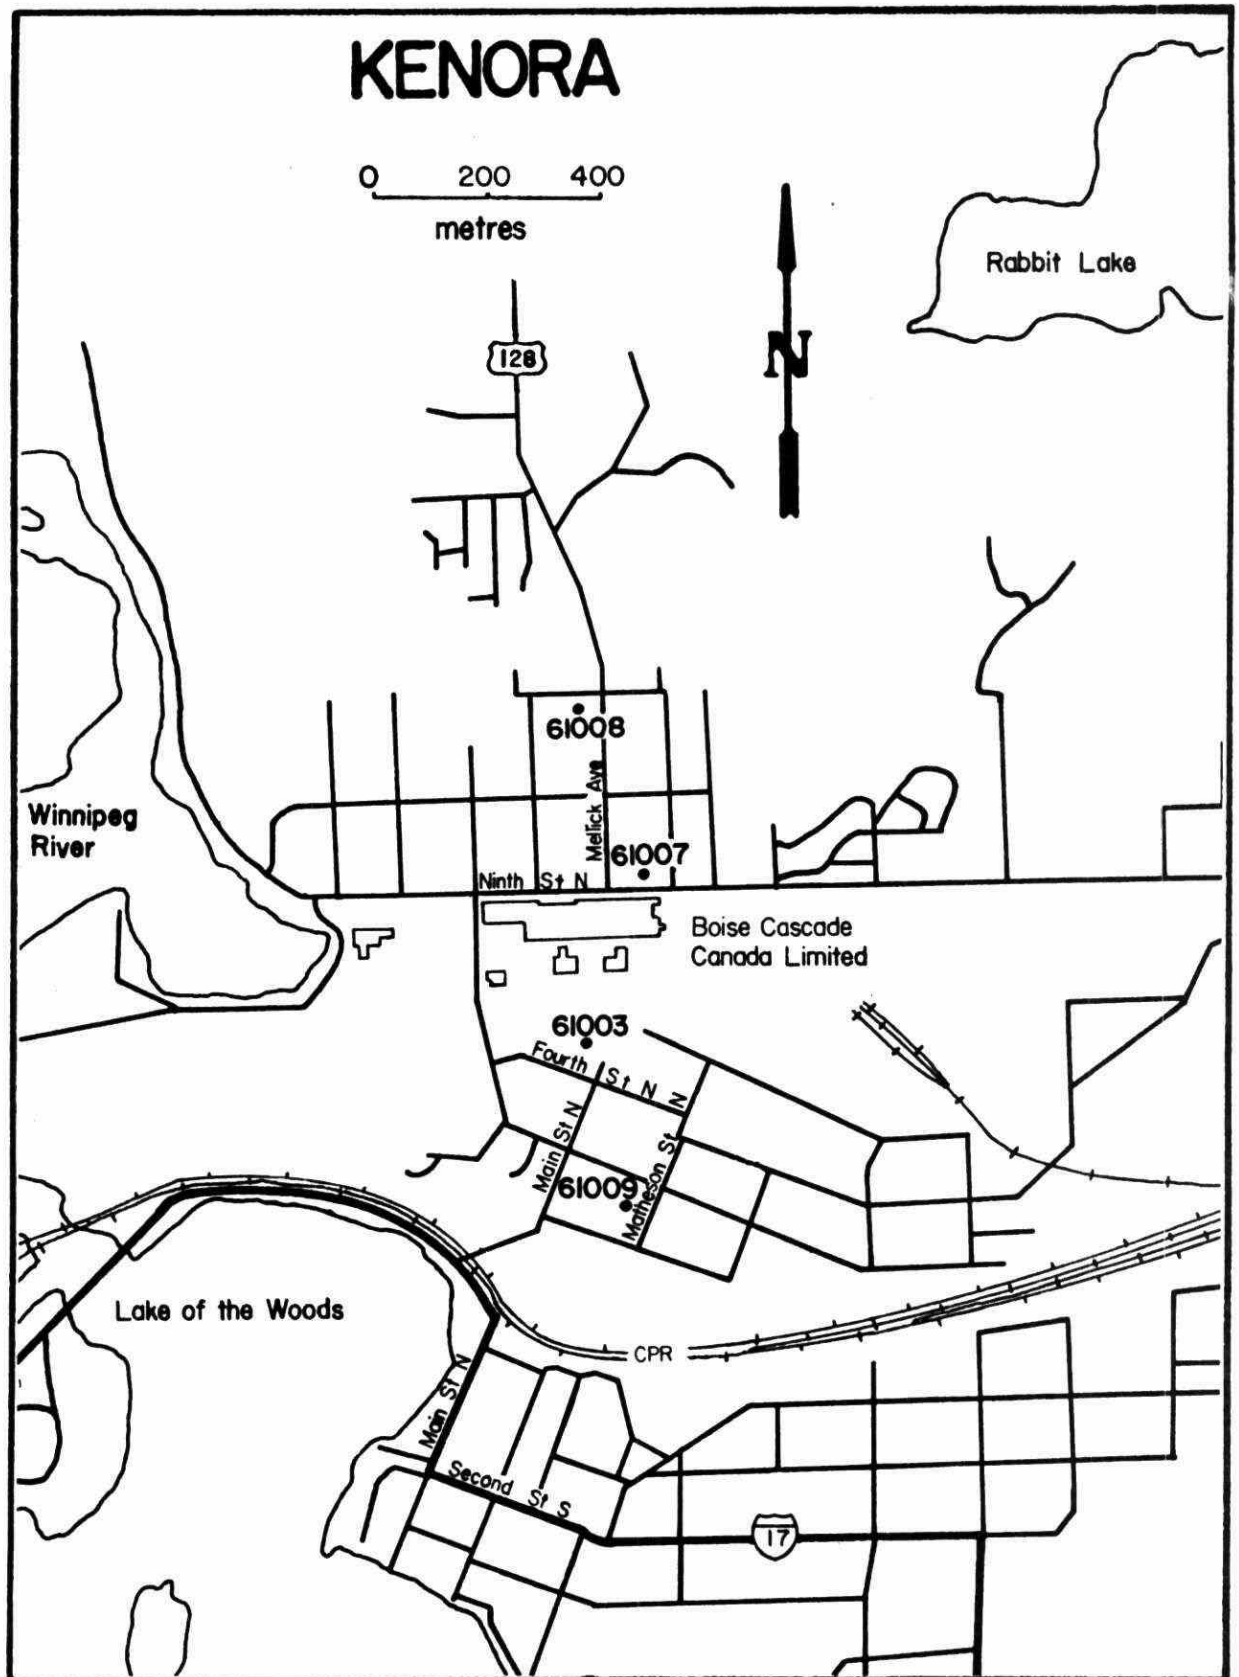 KENORA
0 200 400
metres
N
Rabbit Lake
128
61008
Mellick Ave
Winnipeg
River
61007
Ninth St N
Boise Cascade
Canada Limited
61003
Fourth St N
Main St N
Matheson St N
61009
Lake of the Woods
CPR
Main St N
Second St S
17